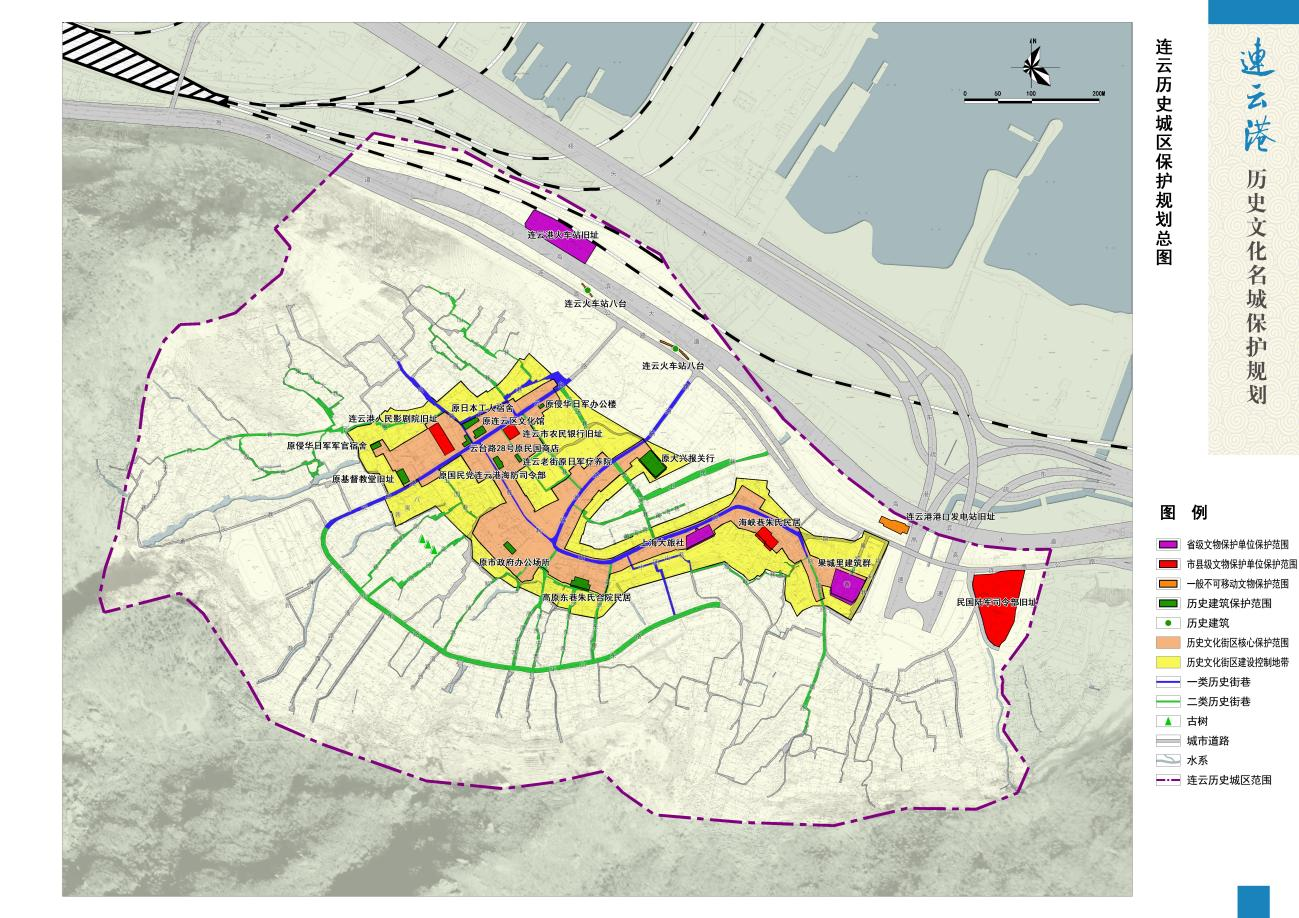 連云港
历史文化名城保护规划
连云历史城区保护规划总图
N
0 50 100 200M
连云港火车站旧址
连云火车站八台
连云火车站八台
原日本工人宿舍
原侵华日军办公楼
连云港人民影剧院旧址
原连云区文化馆
连云市农民银行旧址
原侵华日军军官宿舍
云台路28号原民国商店
连云老街原日军疗养院
原大兴报关行
原基督教堂旧址
原国民党连云港海防司令部
连云港港口发电站旧址
海峡巷朱氏民居
上海大旅社
原市政府办公场所
果城里建筑群
高原东巷朱氏合院民居
民国陆军司令部旧址
图 例
省级文物保护单位保护范围
市县级文物保护单位保护范围
一般不可移动文物保护范围
历史建筑保护范围
历史建筑
历史文化街区核心保护范围
历史文化街区建设控制地带
一类历史街巷
二类历史街巷
古树
城市道路
水系
连云历史城区范围